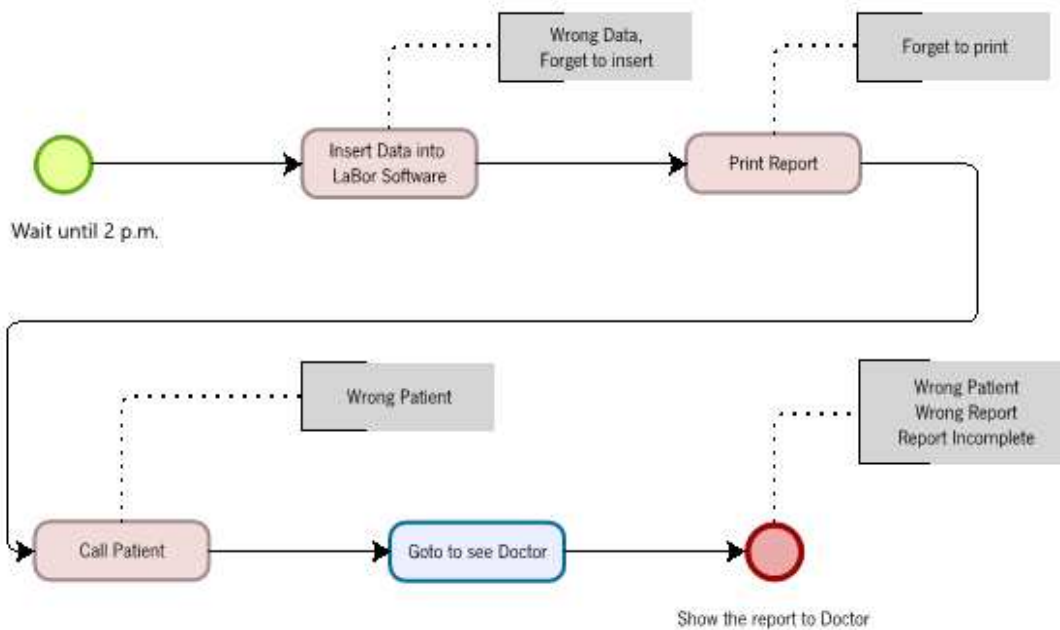 Wrong Data,
Forget to insert
Forget to print
Insert Data into
LaBor Software
Print Report
Wait until 2 p.m.
Wrong Patient
Wrong Patient
Wrong Report
Report Incomplete
Call Patient
Goto to see Doctor
Show the report to Doctor